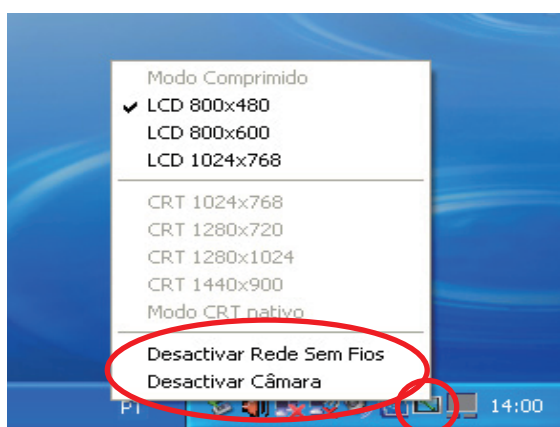 Modo Comprimido
LCD 800x480
LCD 800x600
LCD 1024x768
CRT 1024x768
CRT 1280x720
CRT 1280x1024
CRT 1440x900
Modo CRT nativo
Desactivar Rede Sem Fios
Desactivar Câmara
PT 14:00